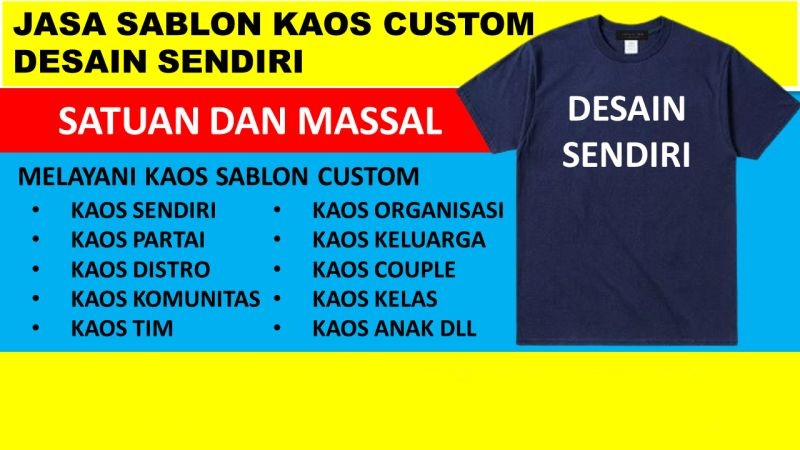 JASA SABLON KAOS CUSTOM
DESAIN SENDIRI
SATUAN DAN MASSAL
MELAYANI KAOS SABLON CUSTOM
• KAOS SENDIRI
• KAOS PARTAI
• KAOS DISTRO
• KAOS KOMUNITAS
• KAOS TIM
• KAOS ORGANISASI
• KAOS KELUARGA
• KAOS COUPLE
• KAOS KELAS
• KAOS ANAK DLL
DESAIN
SENDIRI